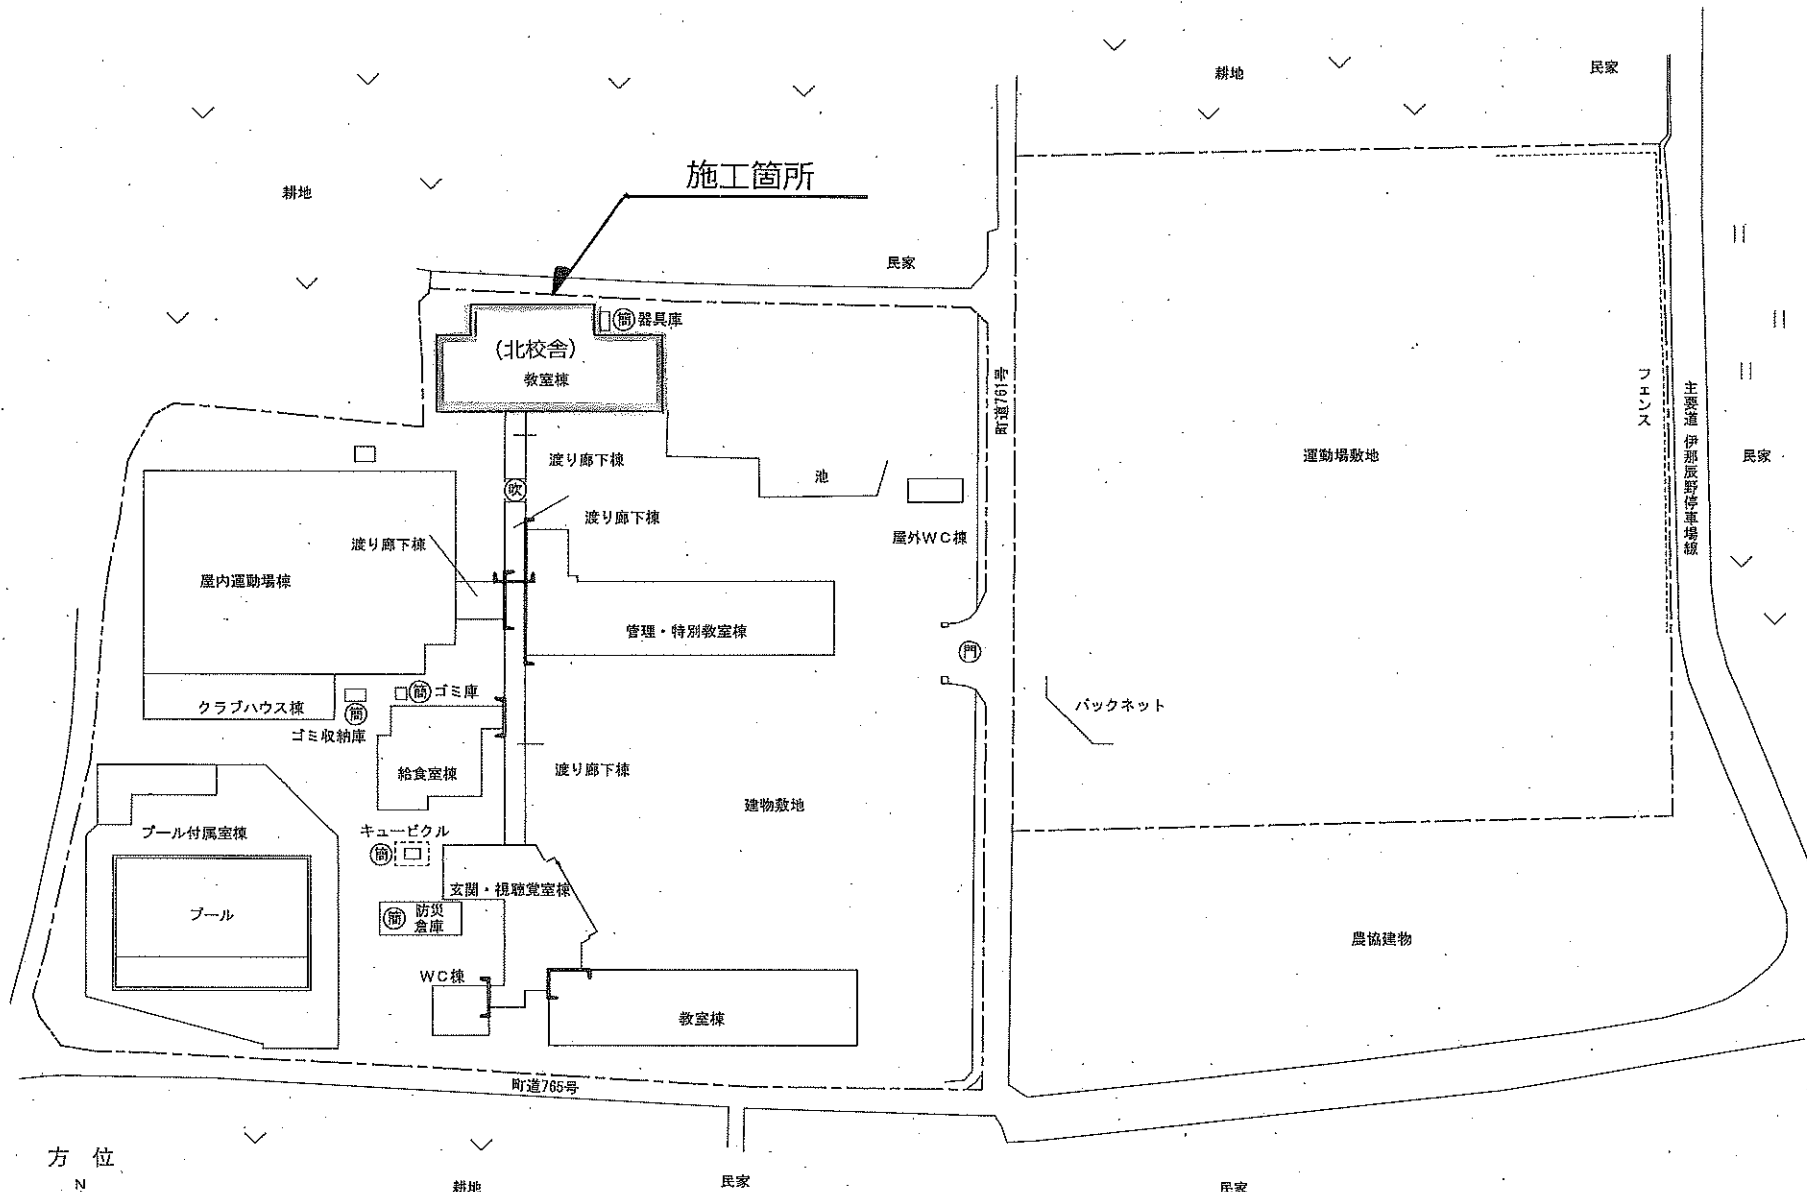 耕地
民家
施工箇所
耕地
民家
簡 器具庫
(北校舎)
教室棟
町道761号
フェンス
主要道 伊那辰野停車場線
渡り廊下棟
運動場敷地
民家
池
吹
渡り廊下棟
渡り廊下棟
屋外WC棟
屋内運動場棟
管理・特別教室棟
門
簡 ゴミ庫
クラブハウス棟
簡
ゴミ収納庫
バックネット
給食室棟
渡り廊下棟
建物敷地
プール付属室棟
キュービクル
簡
玄関・視聴覚室棟
プール
簡 防災
倉庫
農協建物
WC棟
教室棟
町道765号
方 位
N
耕地
民家
民家